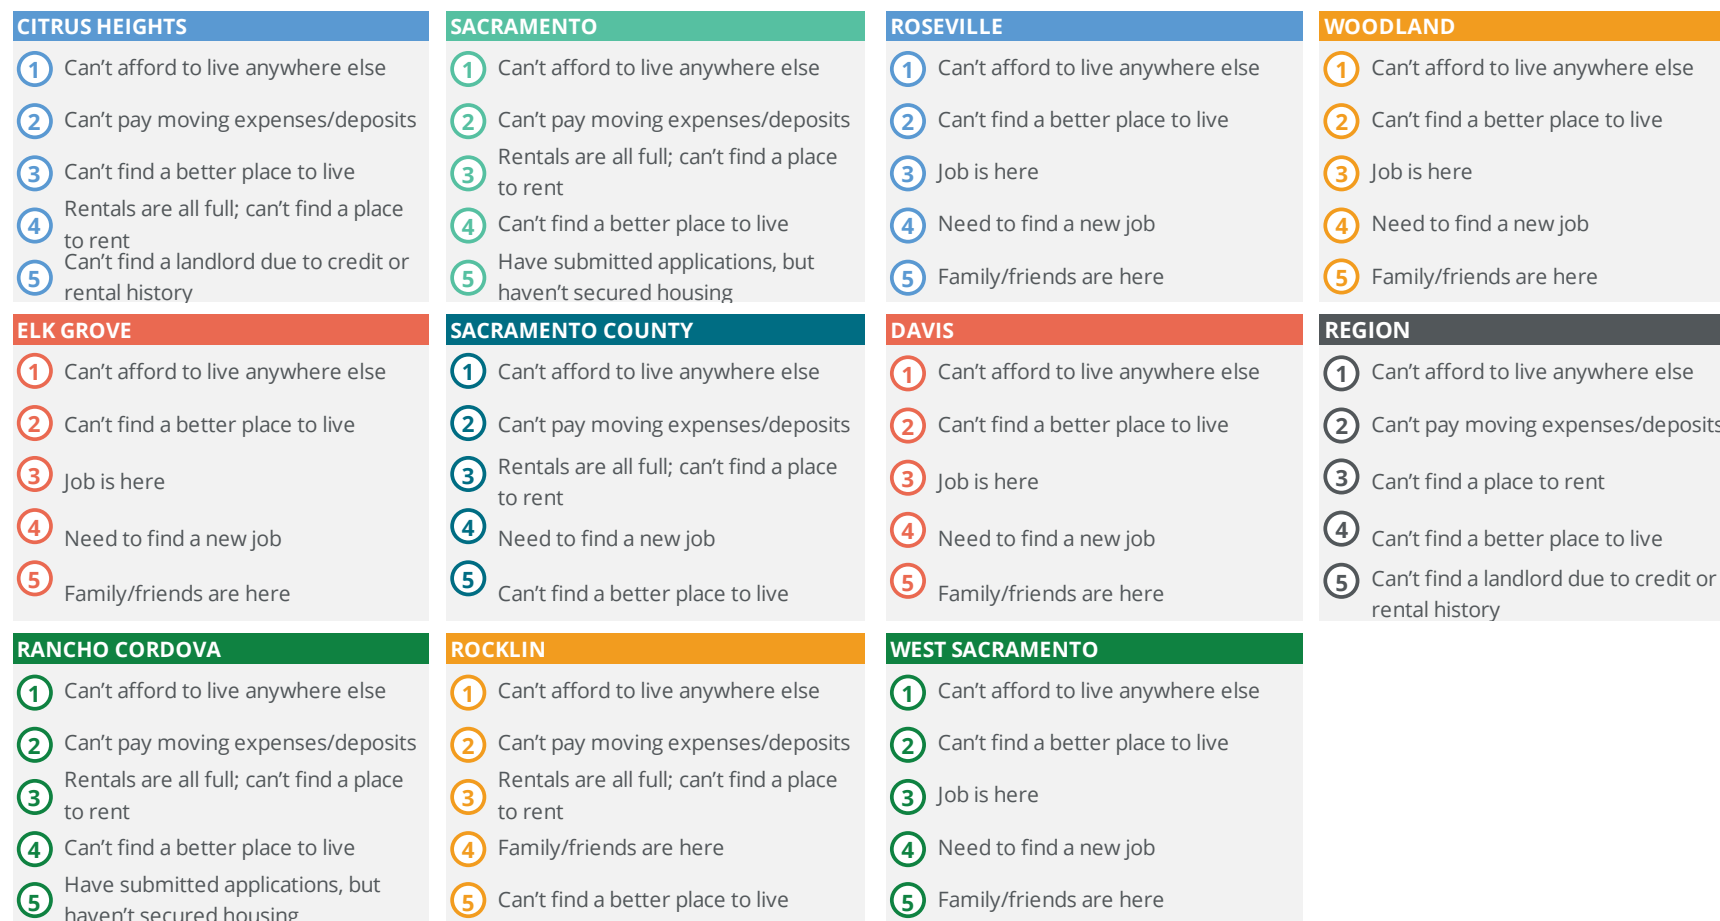 CITRUS HEIGHTS
1 Can't afford to live anywhere else
2 Can't pay moving expenses/deposits
3 Can't find a better place to live
4 Rentals are all full; can't find a place
to rent
5 Can't find a landlord due to credit or
rental history
SACRAMENTO
1 Can't afford to live anywhere else
2 Can't pay moving expenses/deposits
3 Rentals are all full; can't find a place
to rent
4 Can't find a better place to live
5 Have submitted applications, but
haven't secured housing
ROSEVILLE
1 Can't afford to live anywhere else
2 Can't find a better place to live
3 Job is here
4 Need to find a new job
5 Family/friends are here
WOODLAND
1 Can't afford to live anywhere else
2 Can't find a better place to live
3 Job is here
4 Need to find a new job
5 Family/friends are here
ELK GROVE
1 Can't afford to live anywhere else
2 Can't find a better place to live
3 Job is here
4 Need to find a new job
5 Family/friends are here
SACRAMENTO COUNTY
1 Can't afford to live anywhere else
2 Can't pay moving expenses/deposits
3 Rentals are all full; can't find a place
to rent
4 Need to find a new job
5 Can't find a better place to live
DAVIS
1 Can't afford to live anywhere else
2 Can't find a better place to live
3 Job is here
4 Need to find a new job
5 Family/friends are here
REGION
1 Can't afford to live anywhere else
2 Can't pay moving expenses/deposits
3 Can't find a place to rent
4 Can't find a better place to live
5 Can't find a landlord due to credit or
rental history
RANCHO CORDOVA
1 Can't afford to live anywhere else
2 Can't pay moving expenses/deposits
3 Rentals are all full; can't find a place
to rent
4 Can't find a better place to live
5 Have submitted applications, but
haven't secured housing
ROCKLIN
1 Can't afford to live anywhere else
2 Can't pay moving expenses/deposits
3 Rentals are all full; can't find a place
to rent
4 Family/friends are here
5 Can't find a better place to live
WEST SACRAMENTO
1 Can't afford to live anywhere else
2 Can't find a better place to live
3 Job is here
4 Need to find a new job
5 Family/friends are here